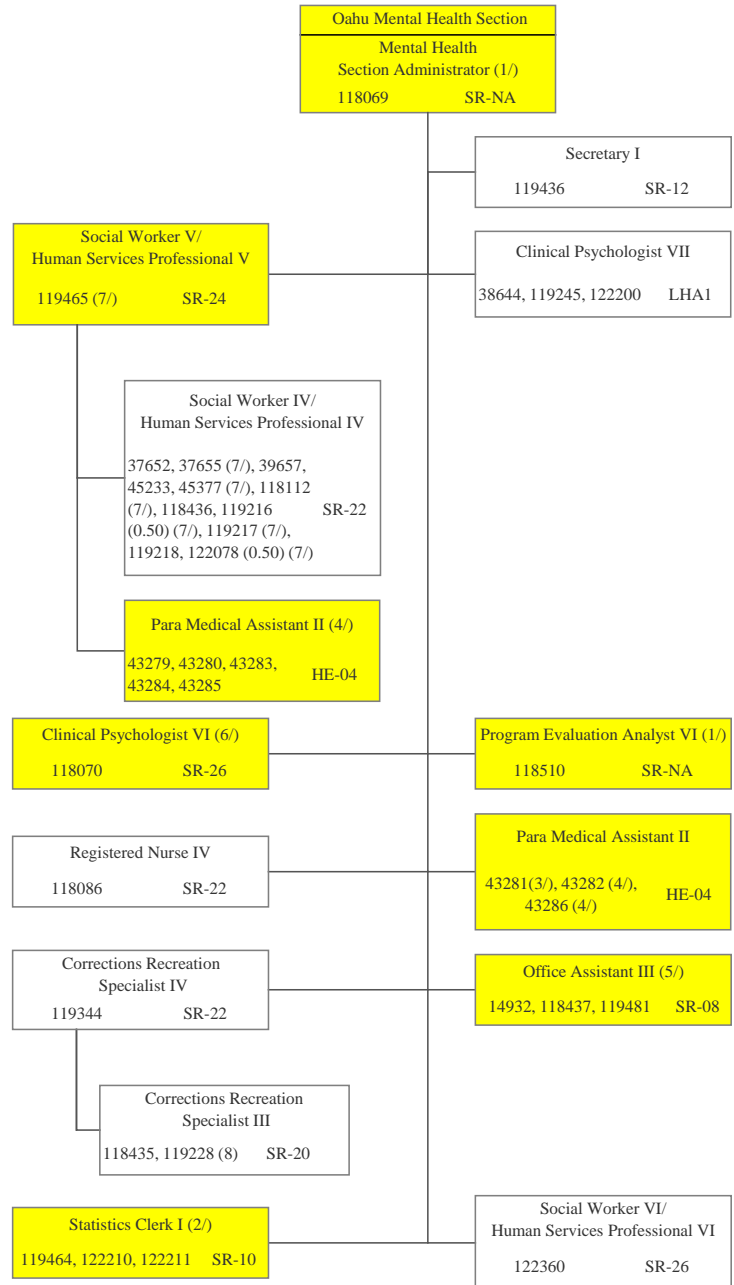 Oahu Mental Health Section
Mental Health
Section Administrator (1/)
118069 SR-NA
Secretary I
119436 SR-12
Social Worker V/
Human Services Professional V
119465 (7/) SR-24
Clinical Psychologist VII
38644, 119245, 122200 LHA1
Social Worker IV/
Human Services Professional IV
37652, 37655 (7/), 39657,
45233, 45377 (7/), 118112
(7/), 118436, 119216 SR-22
(0.50) (7/), 119217 (7/),
119218, 122078 (0.50) (7/)
Para Medical Assistant II (4/)
43279, 43280, 43283,
43284, 43285 HE-04
Clinical Psychologist VI (6/)
118070 SR-26
Program Evaluation Analyst VI (1/)
118510 SR-NA
Registered Nurse IV
118086 SR-22
Para Medical Assistant II
43281(3/), 43282 (4/),
43286 (4/) HE-04
Corrections Recreation
Specialist IV
119344 SR-22
Office Assistant III (5/)
14932, 118437, 119481 SR-08
Corrections Recreation
Specialist III
118435, 119228 (8) SR-20
Statistics Clerk I (2/)
119464, 122210, 122211 SR-10
Social Worker VI/
Human Services Professional VI
122360 SR-26